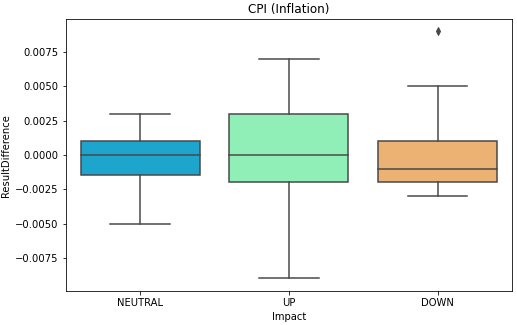 CPI (Inflation)
ResultDifference
0.0075
0.0050
0.0025
0.0000
−0.0025
−0.0050
−0.0075
NEUTRAL
UP
DOWN
Impact